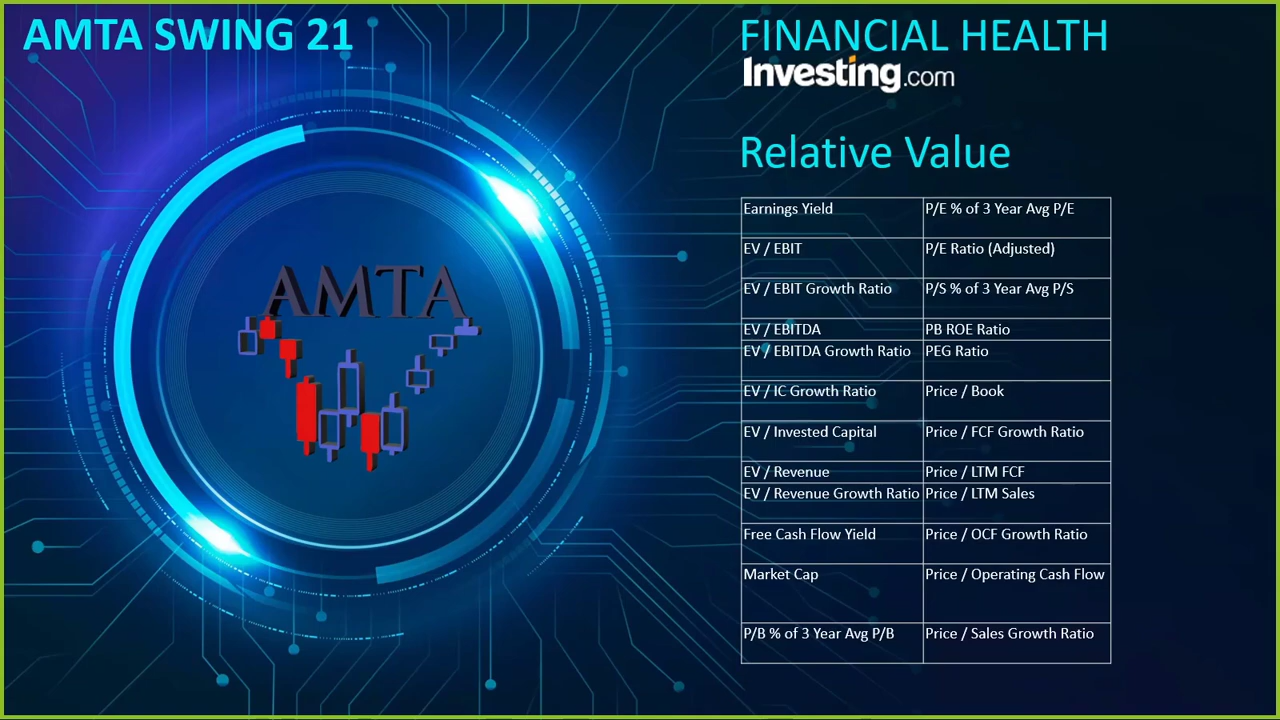 AMTA SWING 21
FINANCIAL HEALTH
Investing.com
Relative Value
AMTA
Earnings Yield
P/E % of 3 Year Avg P/E
EV / EBIT
P/E Ratio (Adjusted)
EV / EBIT Growth Ratio
P/S % of 3 Year Avg P/S
EV / EBITDA
PB ROE Ratio
EV / EBITDA Growth Ratio
PEG Ratio
EV / IC Growth Ratio
Price / Book
EV / Invested Capital
Price / FCF Growth Ratio
EV / Revenue
Price / LTM FCF
EV / Revenue Growth Ratio
Price / LTM Sales
Free Cash Flow Yield
Price / OCF Growth Ratio
Market Cap
Price / Operating Cash Flow
P/B % of 3 Year Avg P/B
Price / Sales Growth Ratio